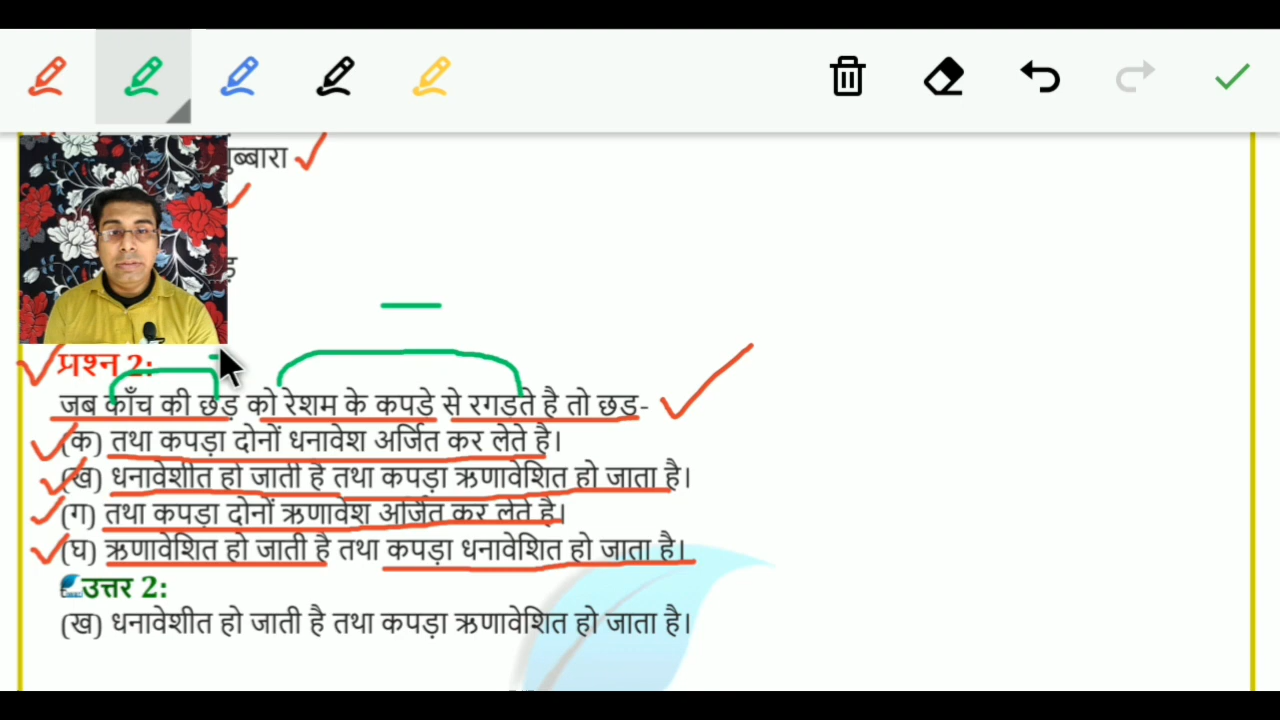 गुब्बारा
प्रश्न 2:
जब काँच की छड़ को रेशम के कपडे से रगडते है तो छड-
(क) तथा कपड़ा दोनों धनावेश अर्जित कर लेते है।
(ख) धनावेशीत हो जाती है तथा कपड़ा ऋणावेशित हो जाता है।
(ग) तथा कपड़ा दोनों ऋणावेश अर्जित कर लेते है।
(घ) ऋणावेशित हो जाती है तथा कपड़ा धनावेशित हो जाता है।
उत्तर 2:
(ख) धनावेशीत हो जाती है तथा कपड़ा ऋणावेशित हो जाता है।